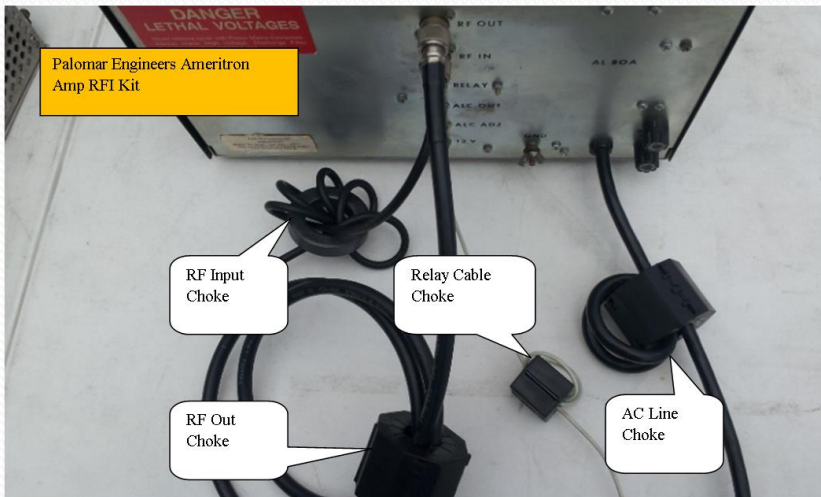 DANGER
LETHAL VOLTAGES
Palomar Engineers Ameritron
Amp RFI Kit
RF OUT
RF IN
RELAY
ALC OUT
ALC ADJ
12V
GND
AL 80A
RF Input
Choke
Relay Cable
Choke
RF Out
Choke
AC Line
Choke